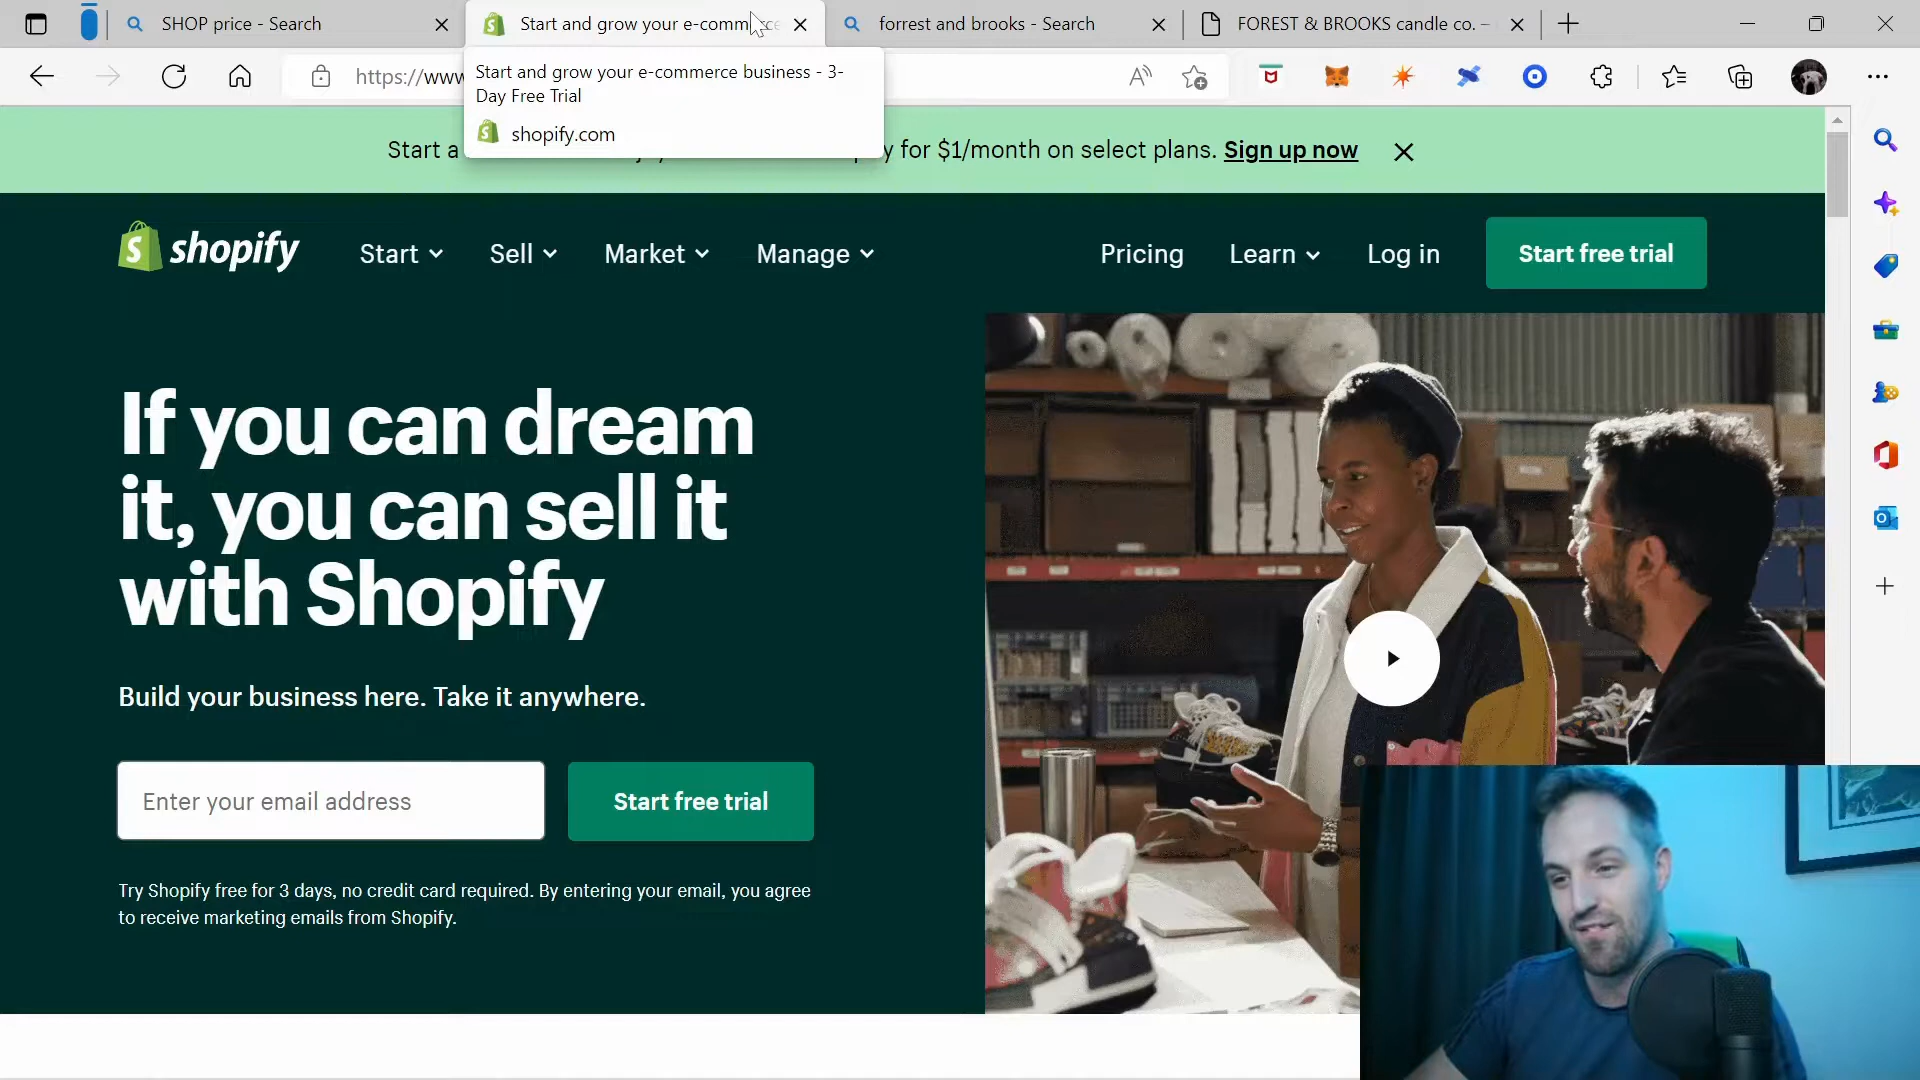 SHOP price - Search
Start and grow your e-commerce
forrest and brooks - Search
FOREST & BROOKS candle co. –
https://www
Start and grow your e-commerce business - 3-
Day Free Trial
shopify.com
Start a
y for $1/month on select plans. Sign up now
shopify
Start
Sell
Market
Manage
Pricing
Learn
Log in
Start free trial
If you can dream
it, you can sell it
with Shopify
Build your business here. Take it anywhere.
Enter your email address
Start free trial
Try Shopify free for 3 days, no credit card required. By entering your email, you agree
to receive marketing emails from Shopify.